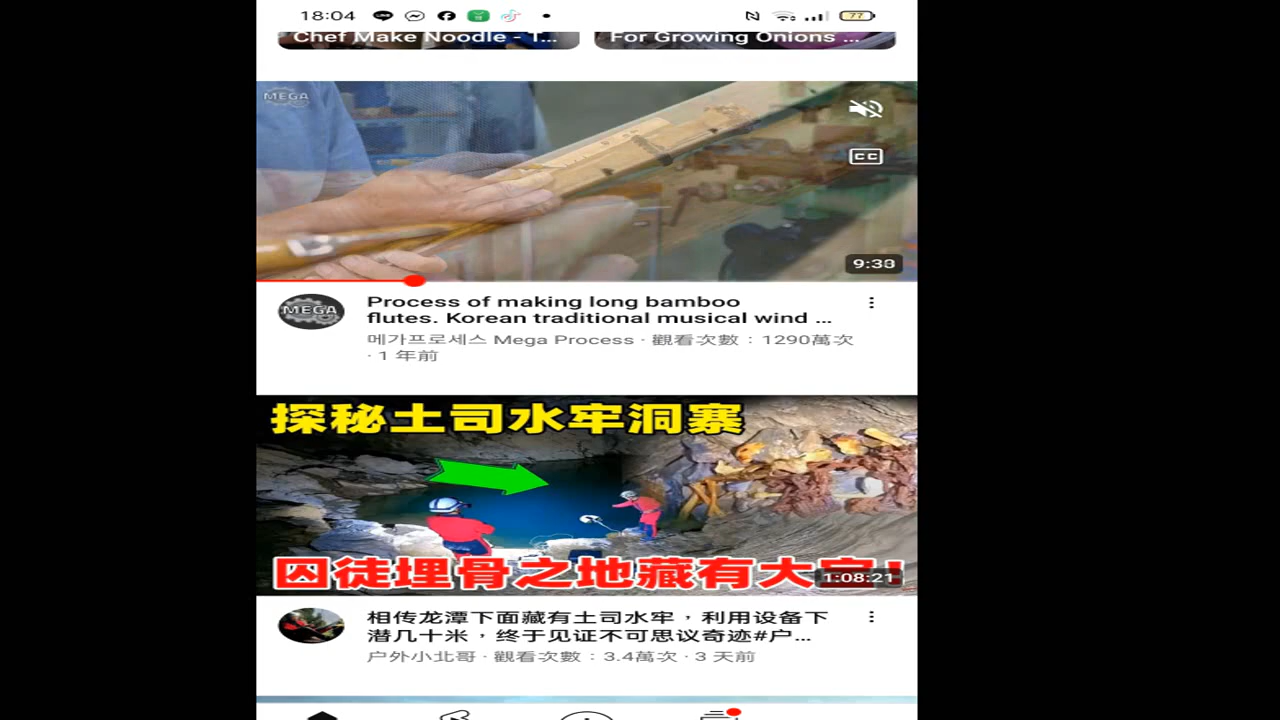 18:04
77
Chef Make Noodle - T...
For Growing Onions ...
MEGA
CC
9:38
MEGA
Process of making long bamboo
flutes. Korean traditional musical wind ...
메가프로세스 Mega Process · 觀看次數：1290萬次
· 1 年前
探秘土司水牢洞寨
囚徒埋骨之地藏有大
1:08:21
相传龙潭下面藏有土司水牢，利用设备下
潜几十米，终于见证不可思议奇迹#户...
户外小北哥 · 觀看次數：3.4萬次 · 3 天前